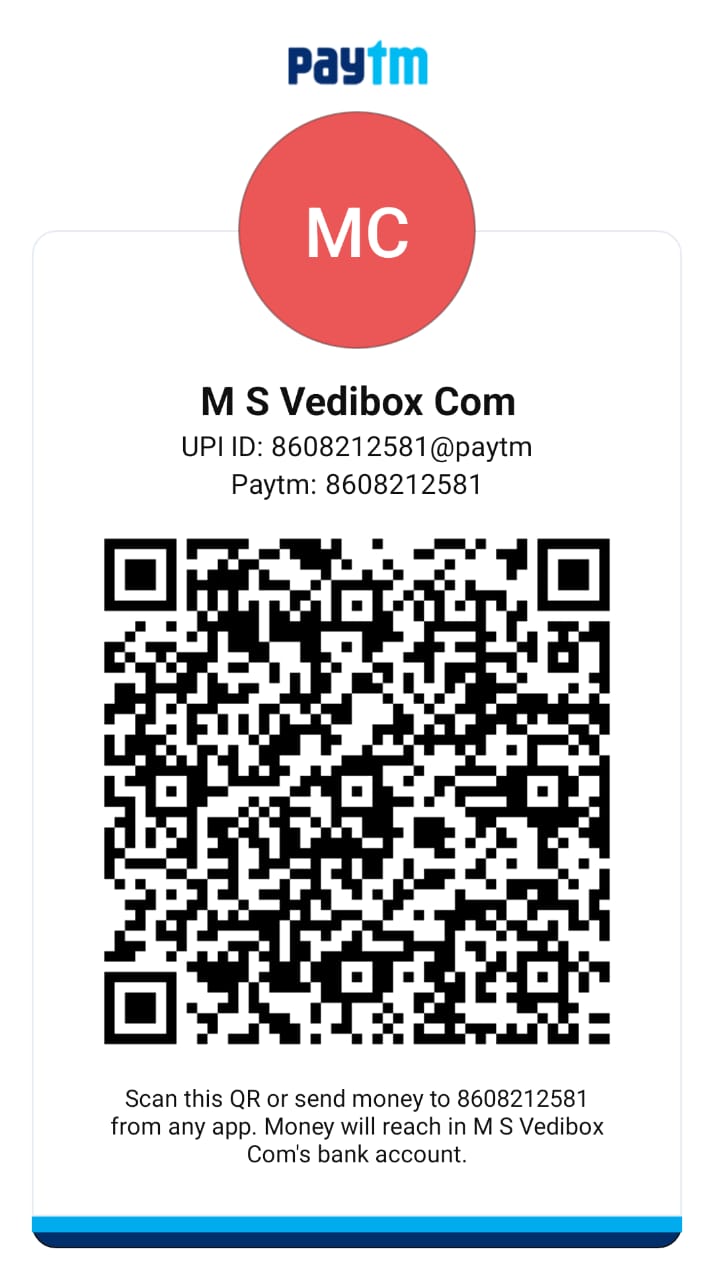 paytm
MC
M S Vedibox Com
UPI ID: 8608212581@paytm
Paytm: 8608212581
Scan this QR or send money to 8608212581
from any app. Money will reach in M S Vedibox
Com's bank account.